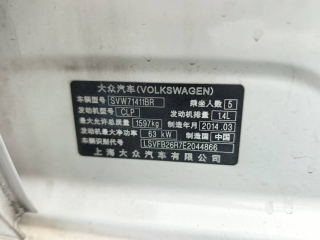 大众汽车(VOLKSWAGEN)
车辆型号 SVW71411BR 乘坐人数 5
发动机型号 CLP 发动机排量 1.4L
最大允许总质量 1597kg 制造年月 2014.03
发动机最大净功率 63 kW 制造国 中国
车辆识别代号 LSVFB26R7E2044866
上海大众汽车有限公司